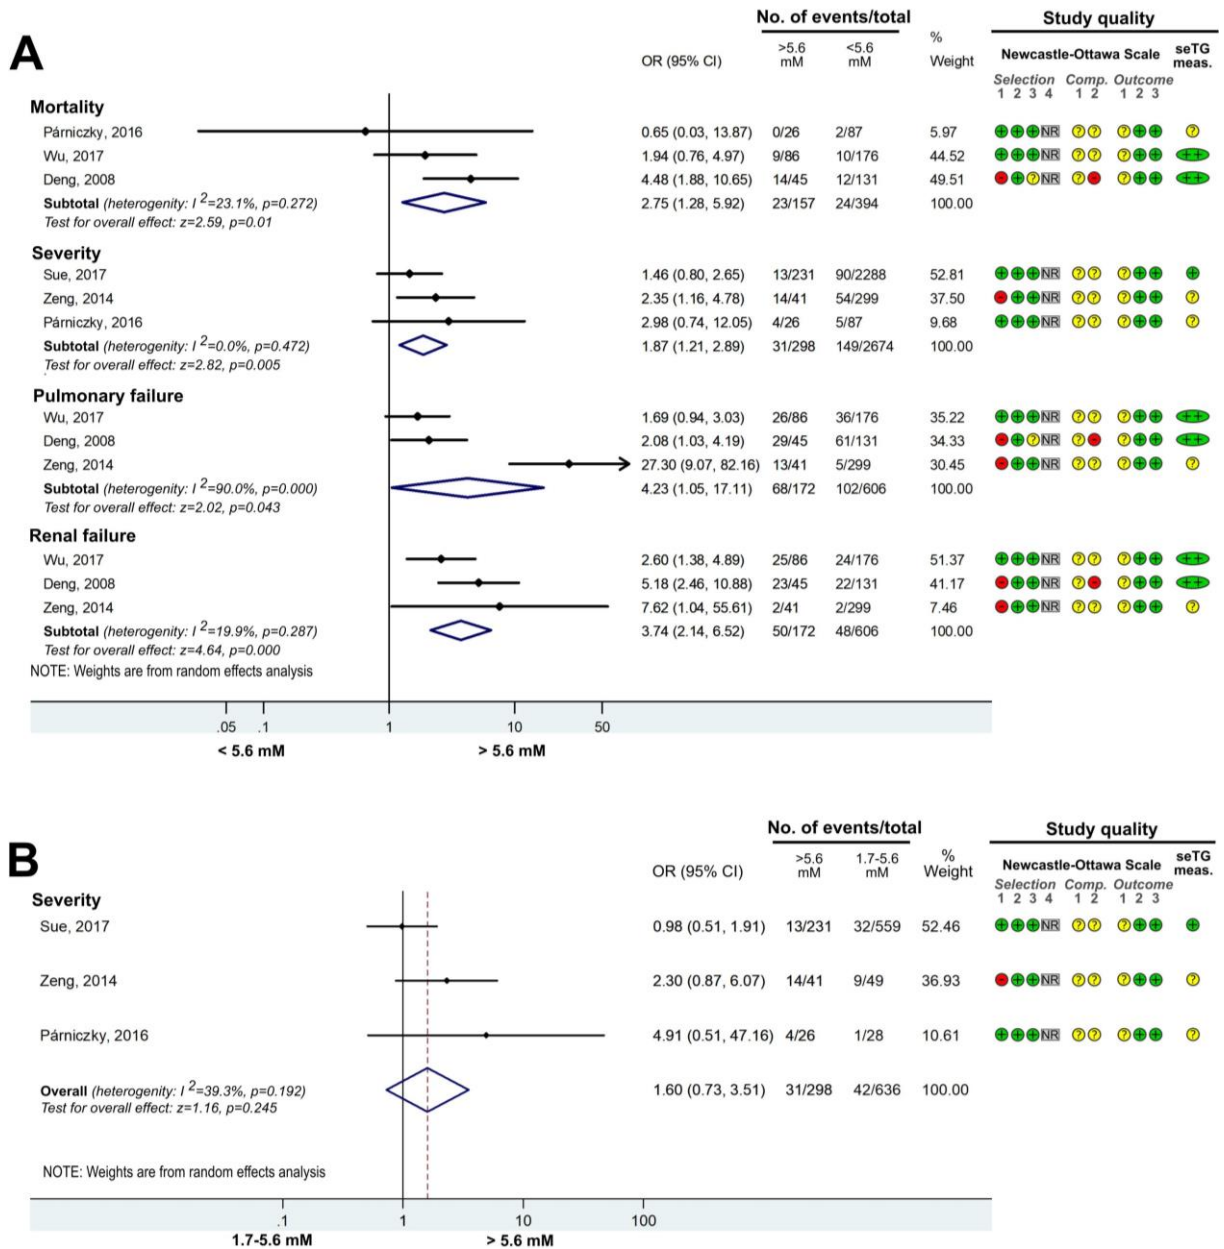 A
No. of events/total
Study quality
OR (95% CI)
>5.6 mM
<5.6 mM
% Weight
Newcastle-Ottawa Scale
seTG meas.
Selection Comp. Outcome
1 2 3 4 1 2 1 2 3
Mortality
Párniczky, 2016 0.65 (0.03, 13.87) 0/26 2/87 5.97 + + + NR ? ? ? + + ?
Wu, 2017 1.94 (0.76, 4.97) 9/86 10/176 44.52 + + + NR ? ? ? + + ++
Deng, 2008 4.48 (1.88, 10.65) 14/45 12/131 49.51 - + ? NR ? - ? + + ++
Subtotal (heterogenity: I 2=23.1%, p=0.272) 2.75 (1.28, 5.92) 23/157 24/394 100.00
Test for overall effect: z=2.59, p=0.01
Severity
Sue, 2017 1.46 (0.80, 2.65) 13/231 90/2288 52.81 + + + NR ? ? ? + + +
Zeng, 2014 2.35 (1.16, 4.78) 14/41 54/299 37.50 - + + NR ? ? ? + + ?
Párniczky, 2016 2.98 (0.74, 12.05) 4/26 5/87 9.68 + + + NR ? ? ? + + ?
Subtotal (heterogenity: I 2=0.0%, p=0.472) 1.87 (1.21, 2.89) 31/298 149/2674 100.00
Test for overall effect: z=2.82, p=0.005
Pulmonary failure
Wu, 2017 1.69 (0.94, 3.03) 26/86 36/176 35.22 + + + NR ? ? ? + + ++
Deng, 2008 2.08 (1.03, 4.19) 29/45 61/131 34.33 - + ? NR ? - ? + + ++
Zeng, 2014 27.30 (9.07, 82.16) 13/41 5/299 30.45 - + + NR ? ? ? + + ?
Subtotal (heterogenity: I 2=90.0%, p=0.000) 4.23 (1.05, 17.11) 68/172 102/606 100.00
Test for overall effect: z=2.02, p=0.043
Renal failure
Wu, 2017 2.60 (1.38, 4.89) 25/86 24/176 51.37 + + + NR ? ? ? + + ++
Deng, 2008 5.18 (2.46, 10.88) 23/45 22/131 41.17 - + + NR ? - ? + + ++
Zeng, 2014 7.62 (1.04, 55.61) 2/41 2/299 7.46 - + + NR ? ? ? + + ?
Subtotal (heterogenity: I 2=19.9%, p=0.287) 3.74 (2.14, 6.52) 50/172 48/606 100.00
Test for overall effect: z=4.64, p=0.000
NOTE: Weights are from random effects analysis
.05 .1 1 10 50
< 5.6 mM > 5.6 mM
B
No. of events/total
Study quality
OR (95% CI)
>5.6 mM
1.7-5.6 mM
% Weight
Newcastle-Ottawa Scale
seTG meas.
Selection Comp. Outcome
1 2 3 4 1 2 1 2 3
Severity
Sue, 2017 0.98 (0.51, 1.91) 13/231 32/559 52.46 + + + NR ? ? ? + + +
Zeng, 2014 2.30 (0.87, 6.07) 14/41 9/49 36.93 - + + NR ? ? ? + + ?
Párniczky, 2016 4.91 (0.51, 47.16) 4/26 1/28 10.61 + + + NR ? ? ? + + ?
Overall (heterogenity: I 2=39.3%, p=0.192) 1.60 (0.73, 3.51) 31/298 42/636 100.00
Test for overall effect: z=1.16, p=0.245
NOTE: Weights are from random effects analysis
.1 1 10 100
1.7-5.6 mM > 5.6 mM